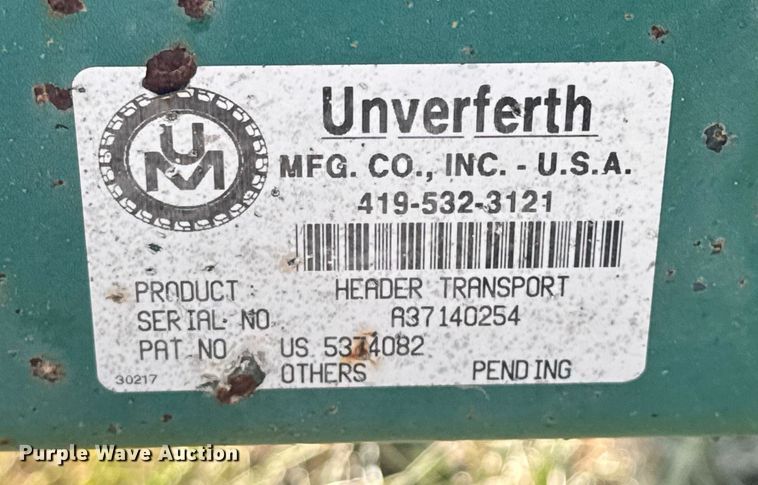 UM
Unverferth
MFG. CO., INC. - U.S.A.
419-532-3121
PRODUCT : HEADER TRANSPORT
SERIAL NO A37140254
PAT NO US 5374082
OTHERS PENDING
30217
Purple Wave Auction